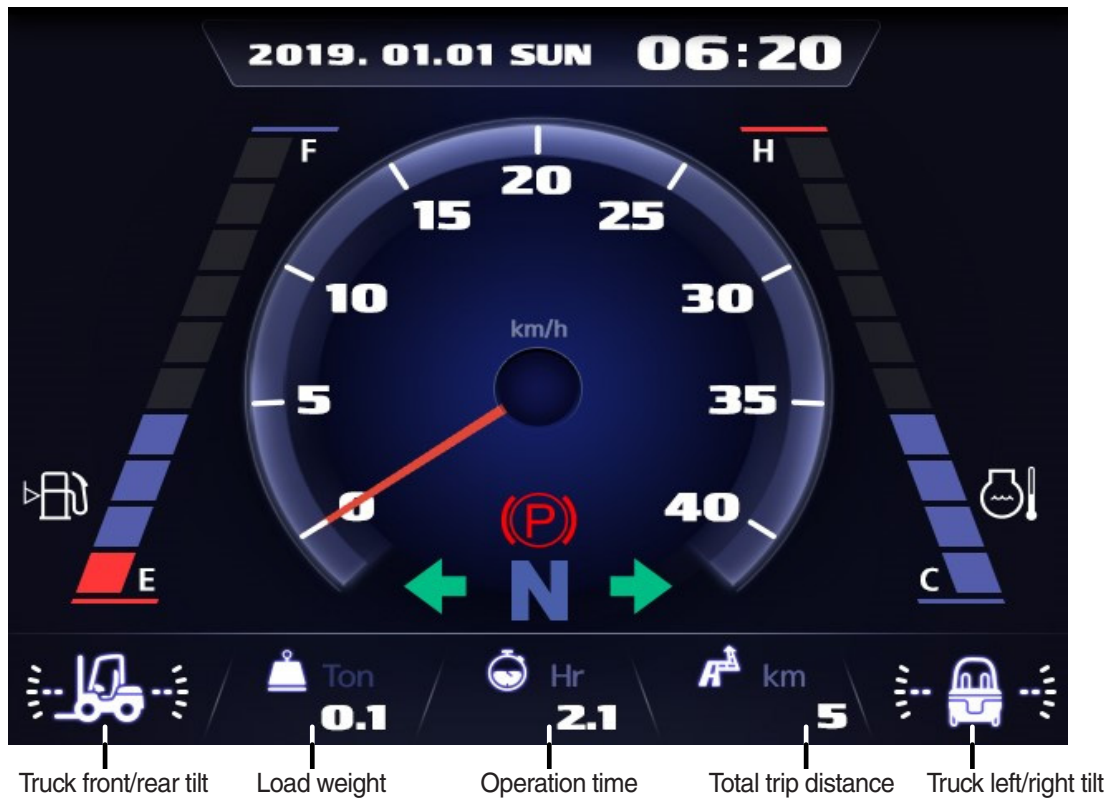 2019. 01.01 SUN 06:20
F H
20
15 25
10 30
km/h
5 35
0 40
P
E N C
Ton Hr km
0.1 2.1 5
Truck front/rear tilt Load weight Operation time Total trip distance Truck left/right tilt